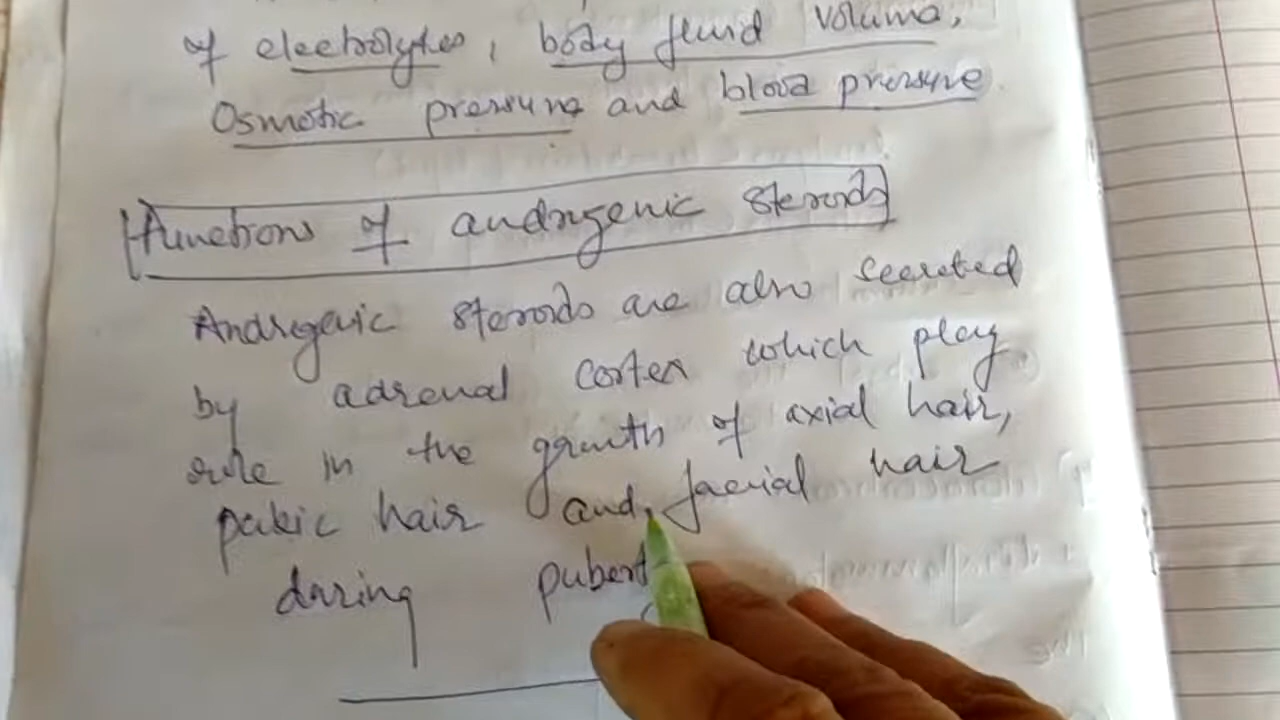 of electrolytes, body fluid volume,
Osmotic pressure and blood pressure.
Functions of androgenic steroids
Androgenic steroids are also secreted
by adrenal cortex which play
role in the growth of axial hair,
pubic hair and, facial hair
during pubert